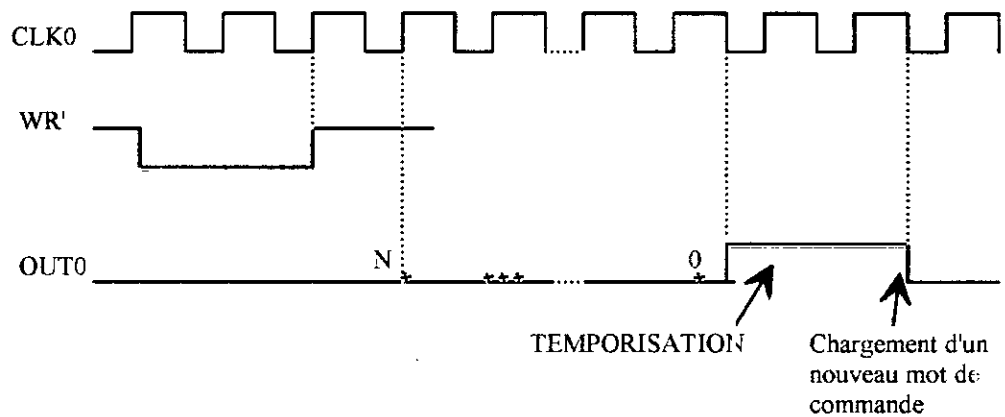 CLK0
WR'
N
0
OUT0
TEMPORISATION
Chargement d'un
nouveau mot de
commande